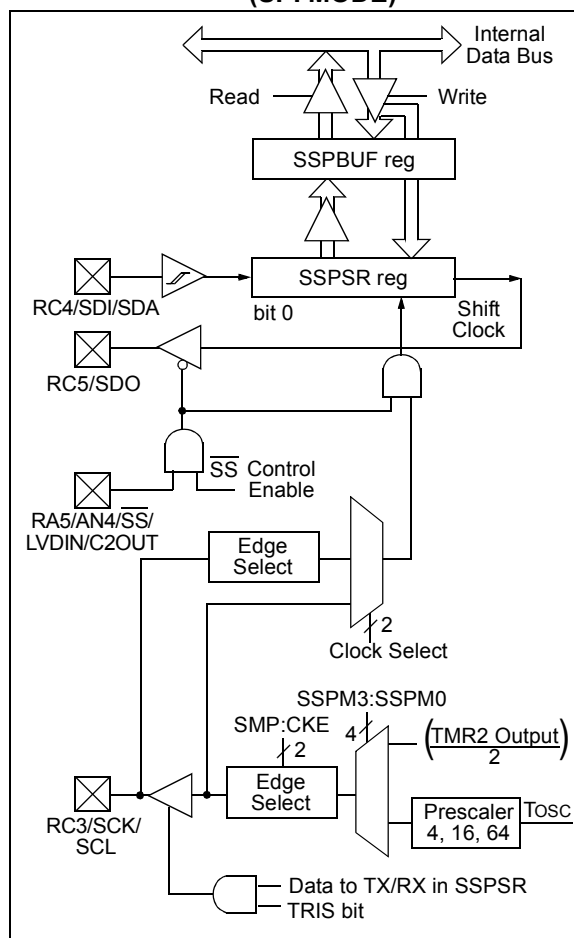 Internal
Data Bus
Read
Write
SSPBUF reg
SSPSR reg
RC4/SDI/SDA
bit 0
Shift
Clock
RC5/SDO
SS Control
Enable
RA5/AN4/SS/
LVDIN/C2OUT
Edge
Select
2
Clock Select
SSPM3:SSPM0
SMP:CKE
4
(TMR2 Output)
2
2
Edge
Select
RC3/SCK/
SCL
Prescaler
4, 16, 64
TOSC
Data to TX/RX in SSPSR
TRIS bit